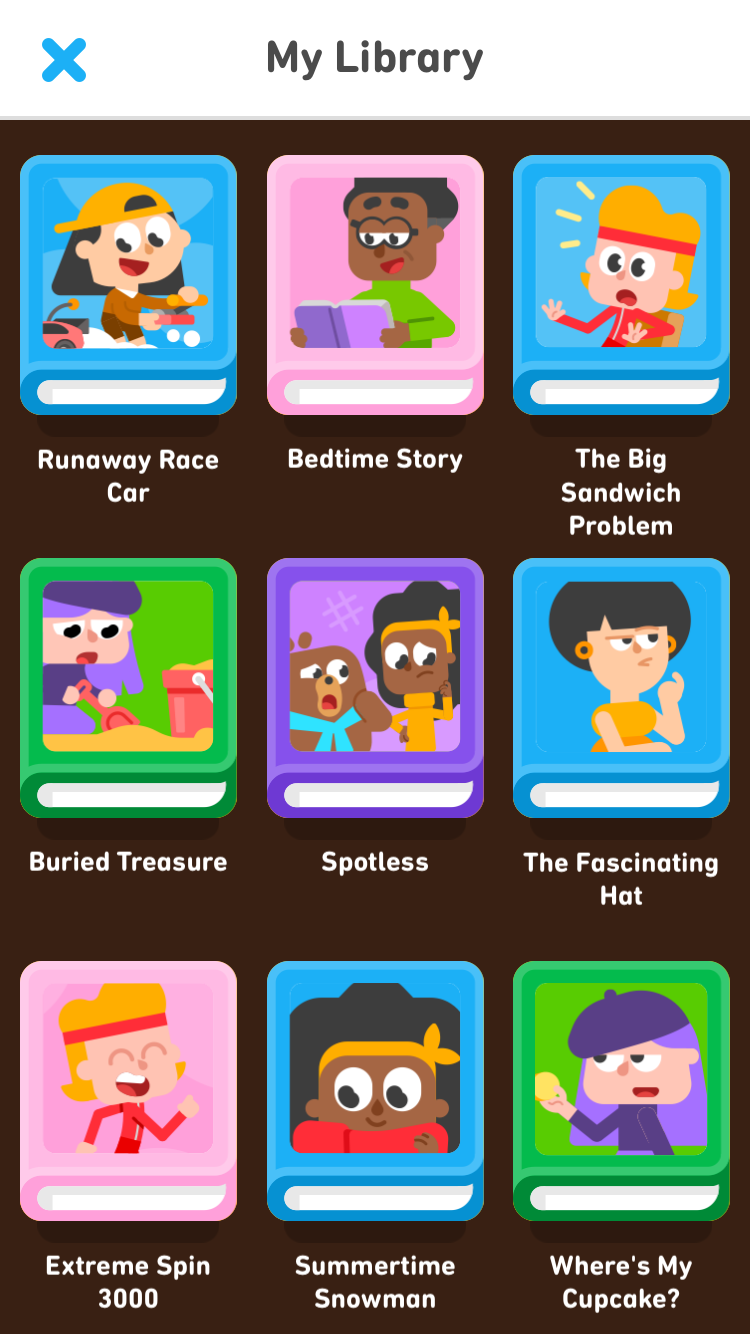 My Library
Runaway Race
Car
Bedtime Story
The Big
Sandwich
Problem
Buried Treasure
Spotless
The Fascinating
Hat
Extreme Spin
3000
Summertime
Snowman
Where's My
Cupcake?